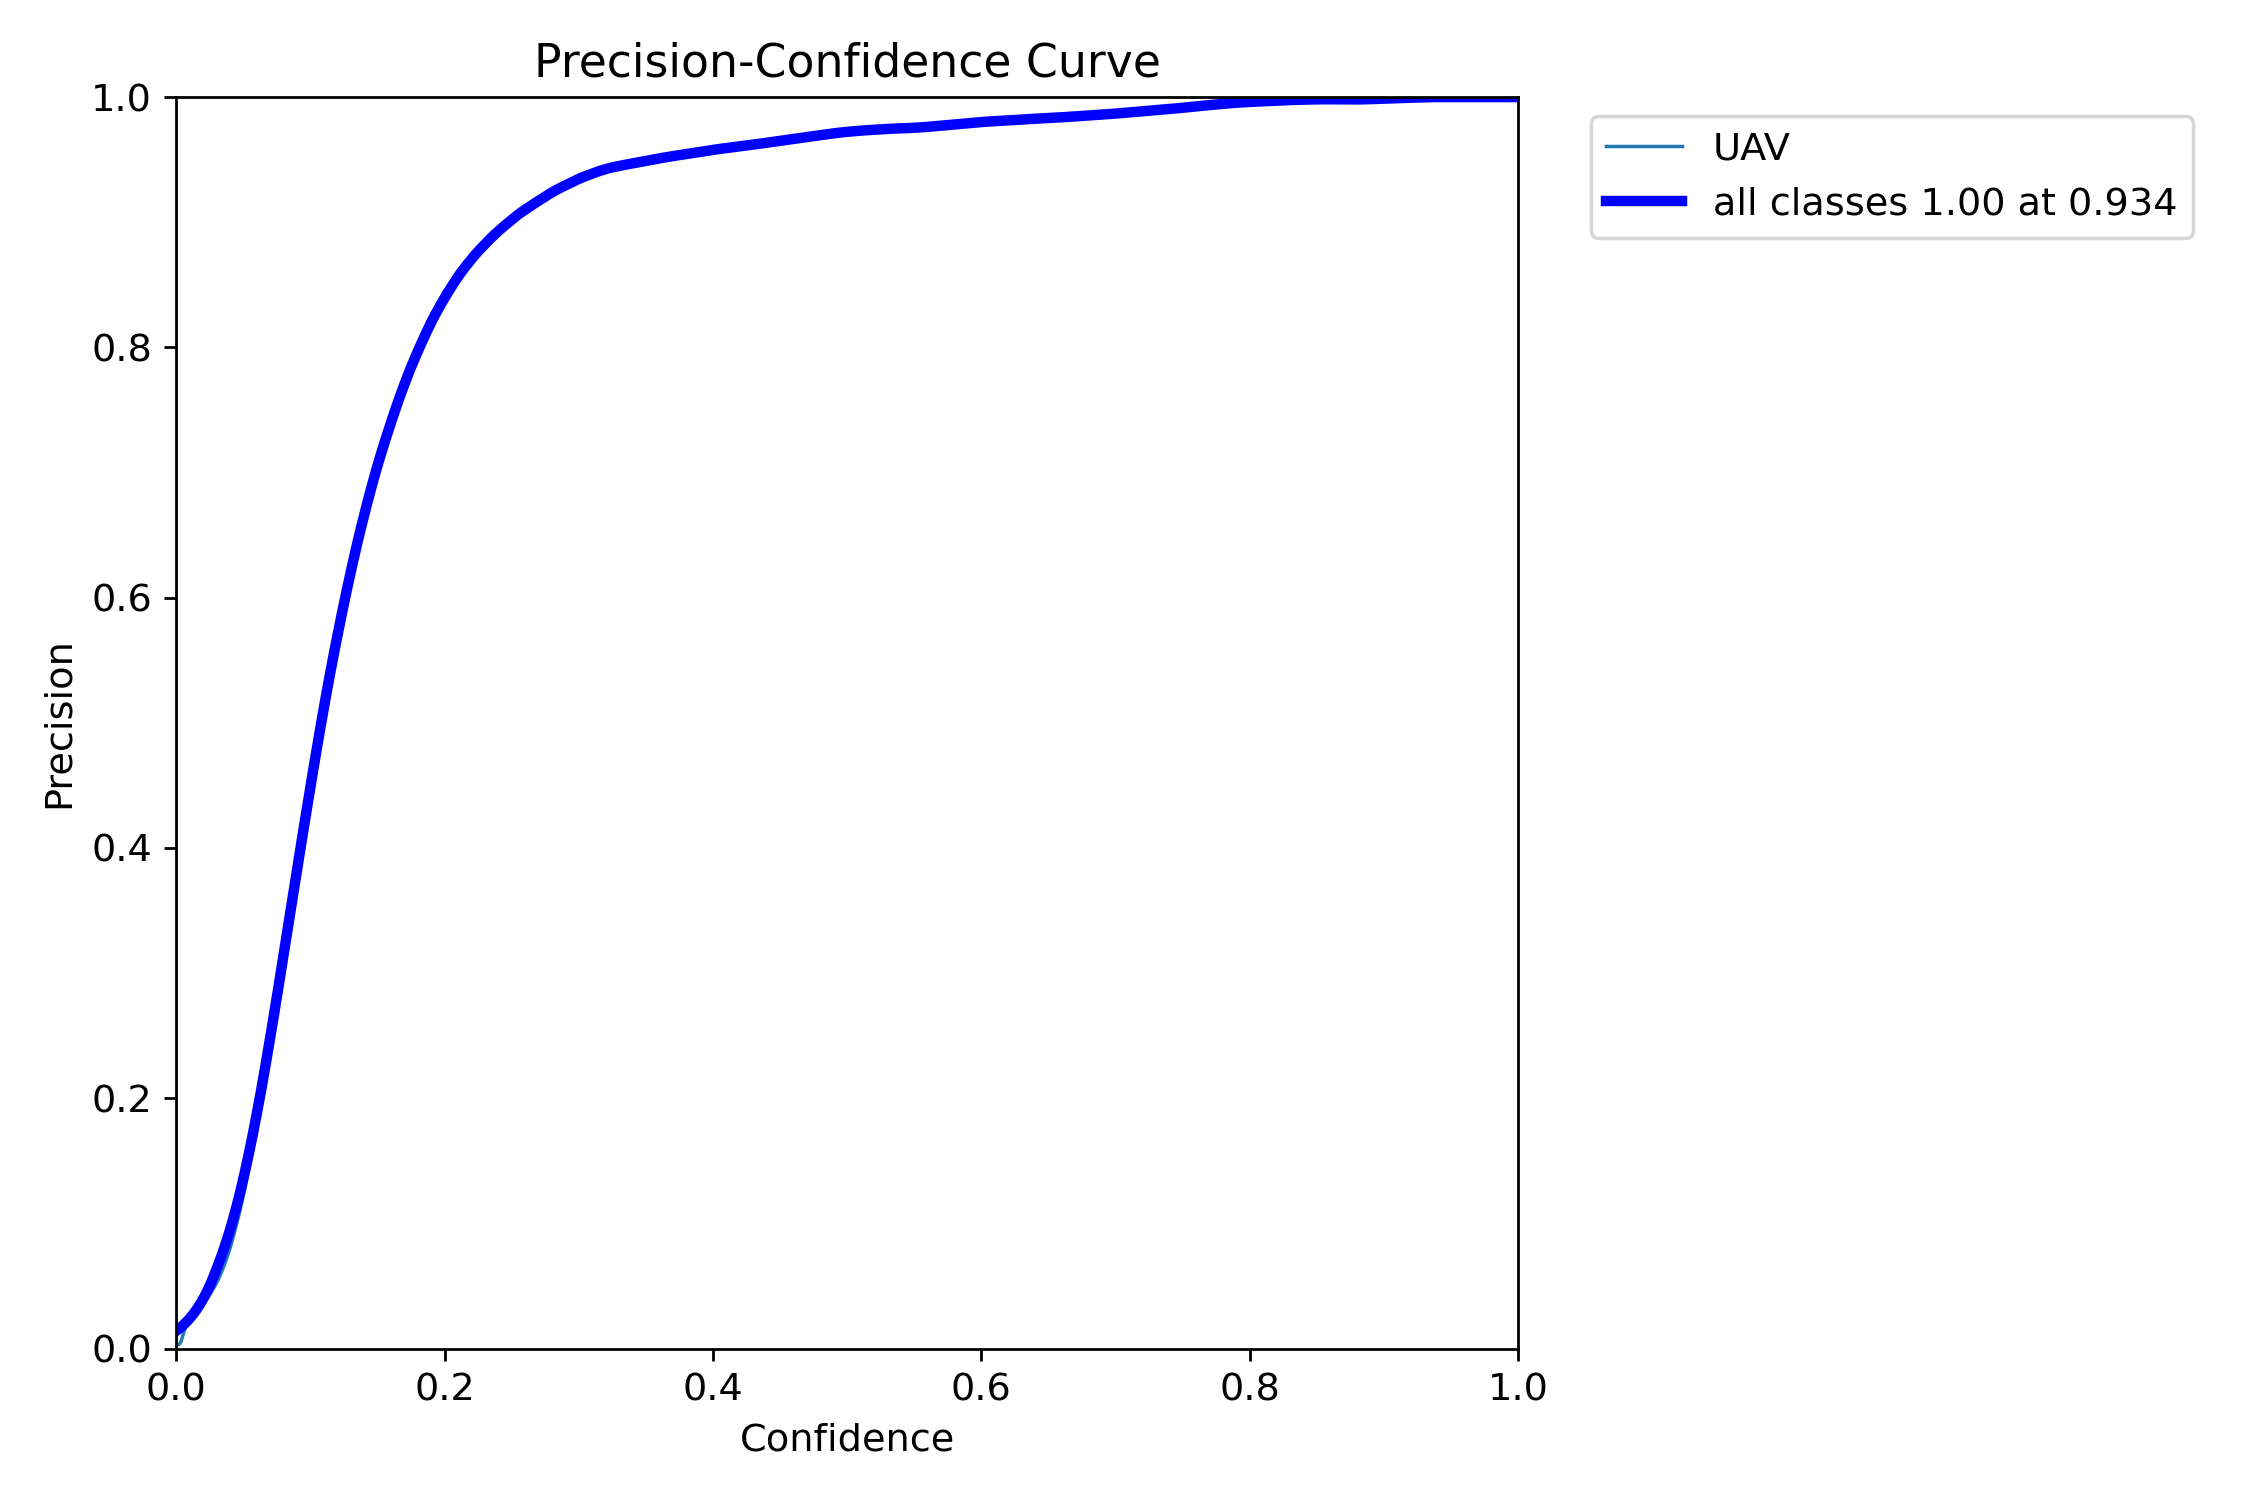 Precision-Confidence Curve
1.0
0.8
0.6
0.4
0.2
0.0
Precision
0.0 0.2 0.4 0.6 0.8 1.0
Confidence
UAV
all classes 1.00 at 0.934